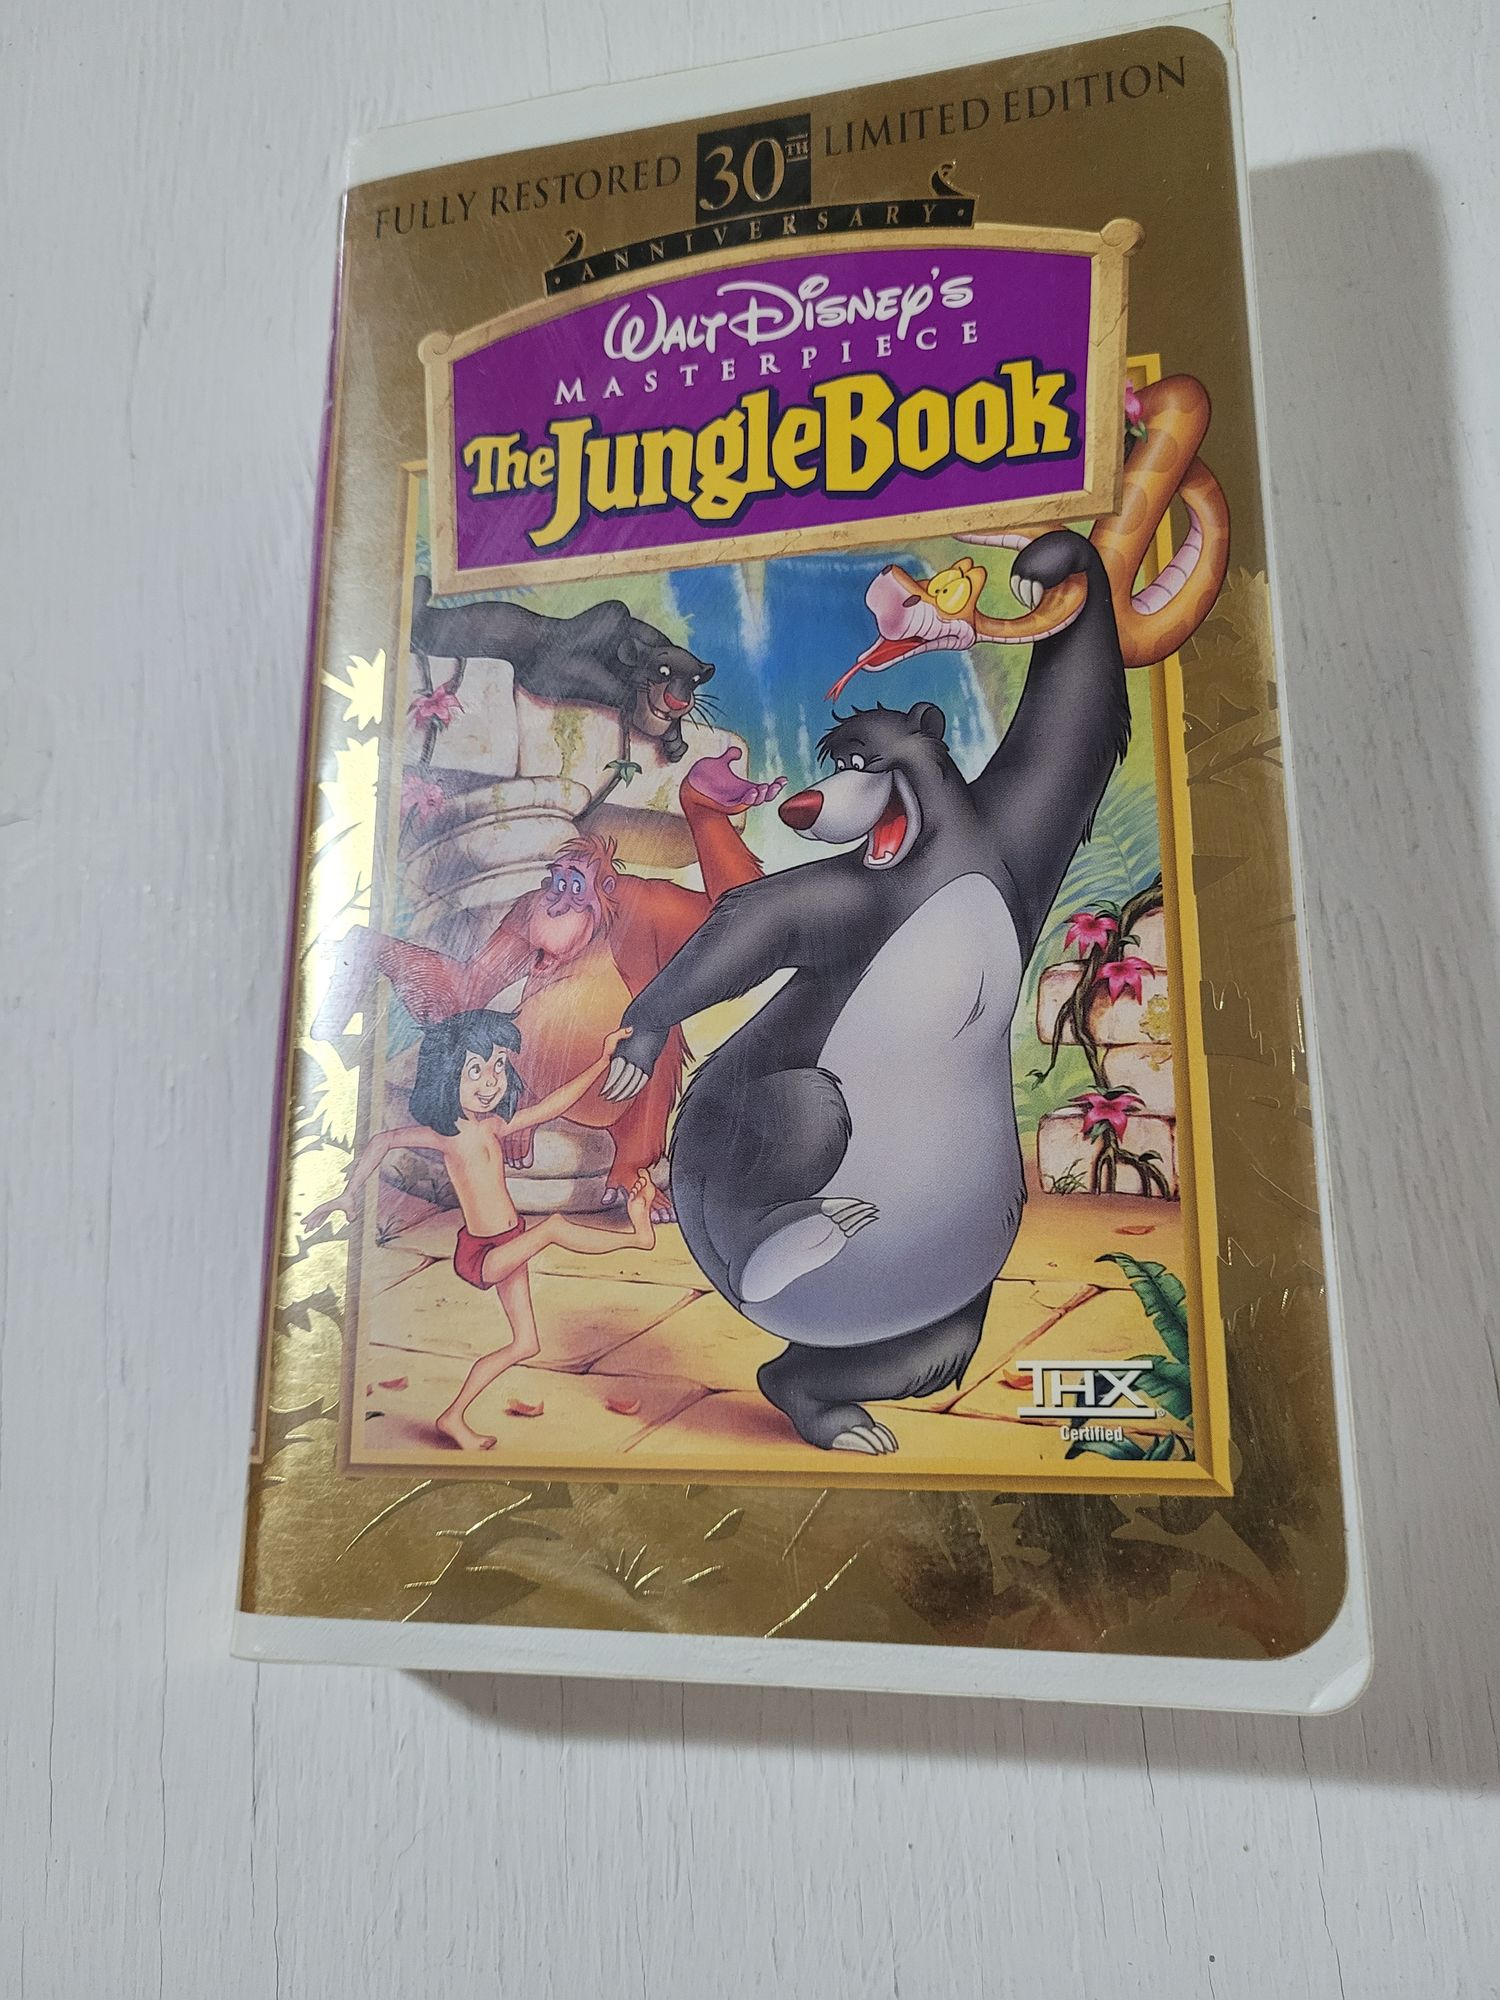 FULLY RESTORED 30TH LIMITED EDITION
· ANNIVERSARY ·
WALT DISNEY'S
MASTERPIECE
The Jungle Book
THX
Certified